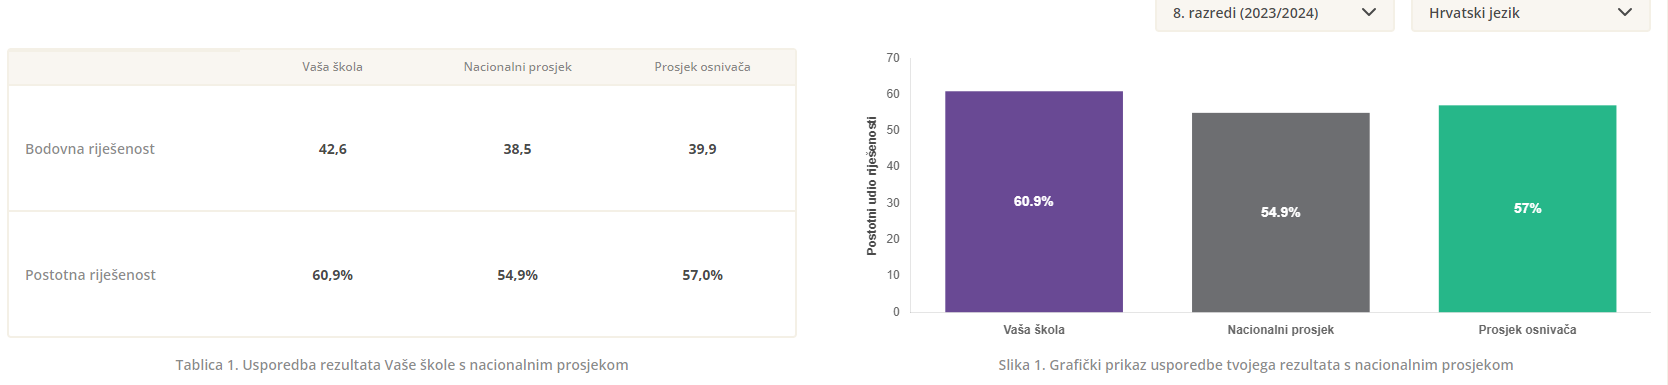 8. razredi (2023/2024) Hrvatski jezik
Vaša škola Nacionalni prosjek Prosjek osnivača
Bodovna riješenost 42,6 38,5 39,9
Postotna riješenost 60,9% 54,9% 57,0%
Tablica 1. Usporedba rezultata Vaše škole s nacionalnim prosjekom
Postotni udio riješenosti
70
60
50
40
30
20
10
0
60.9% 54.9% 57%
Vaša škola Nacionalni prosjek Prosjek osnivača
Slika 1. Grafički prikaz usporedbe tvojega rezultata s nacionalnim prosjekom